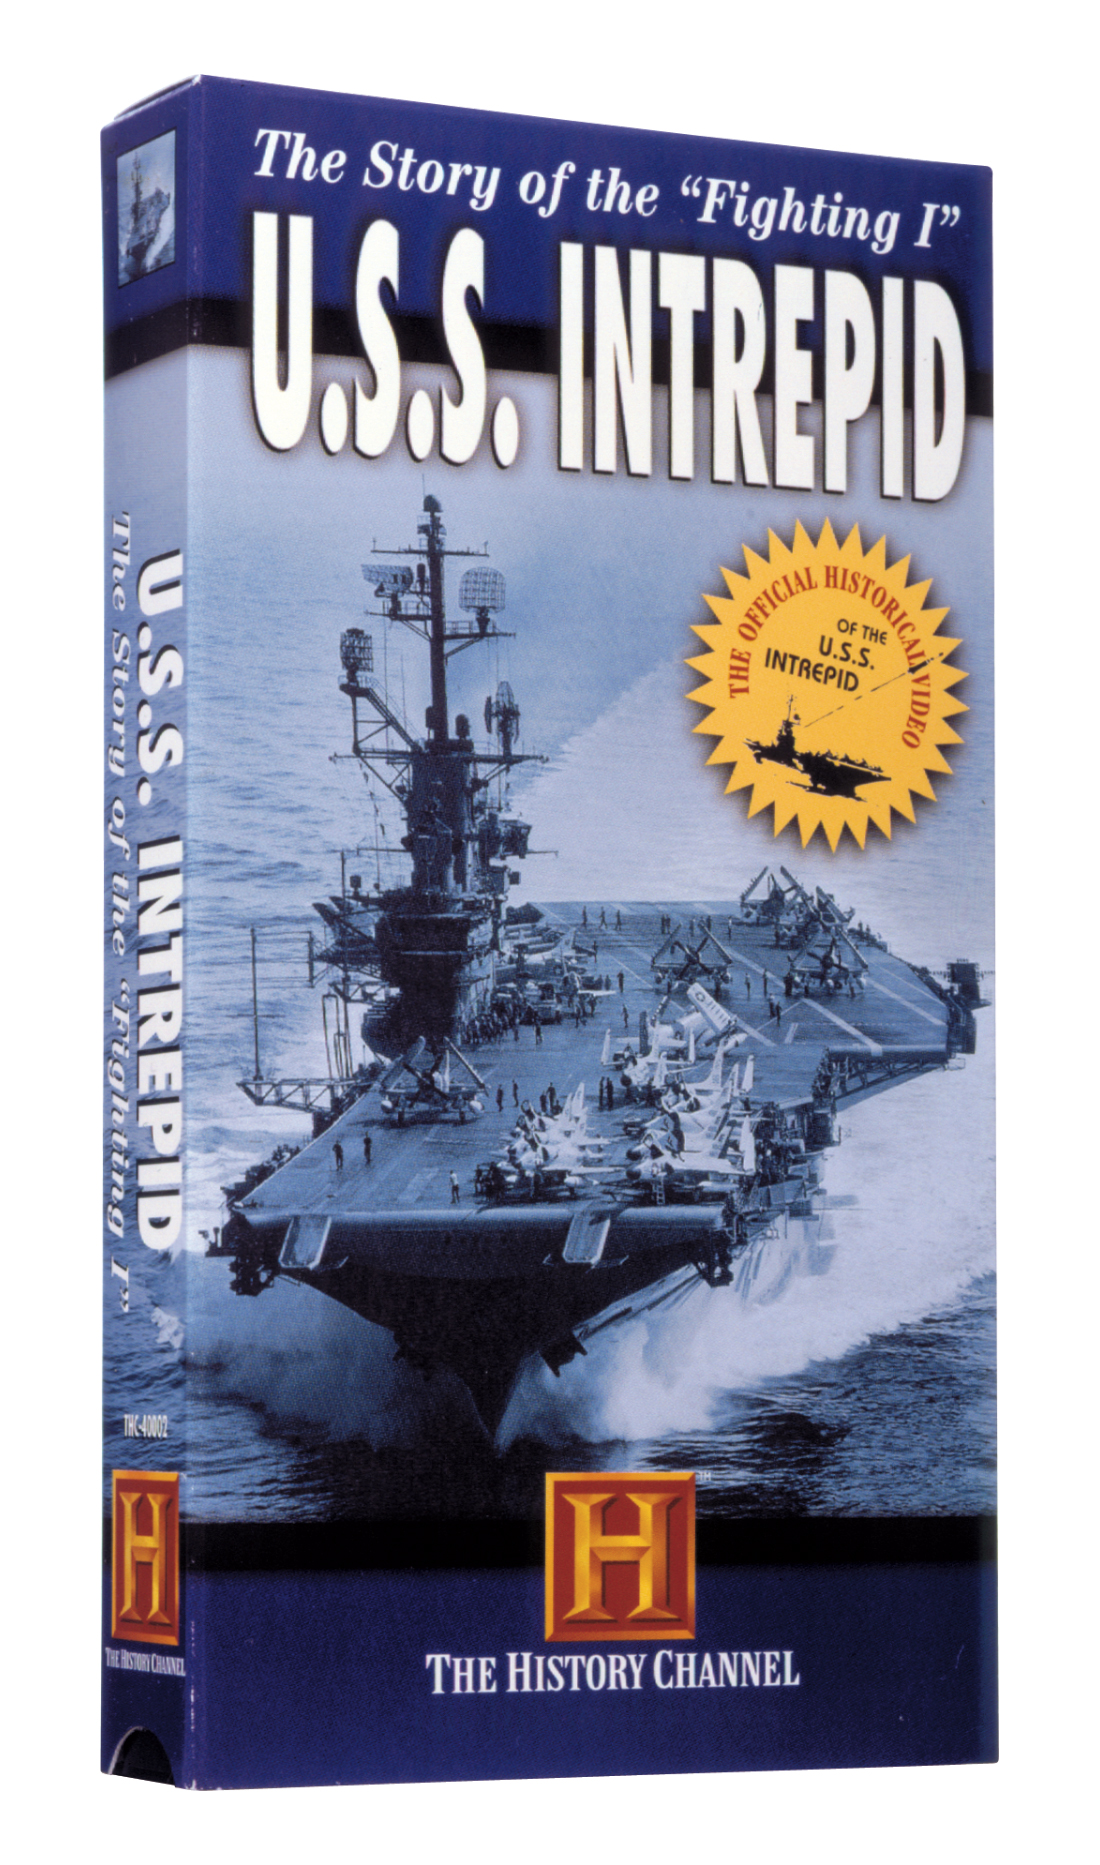 The Story of the “Fighting I”
U.S.S. INTREPID
THE OFFICIAL HISTORICAL VIDEO
OF THE
U.S.S.
INTREPID
H
TM
THE HISTORY CHANNEL
U.S.S. INTREPID
The Story of the “Fighting I”
THC-40002
H
THE HISTORY CHANNEL